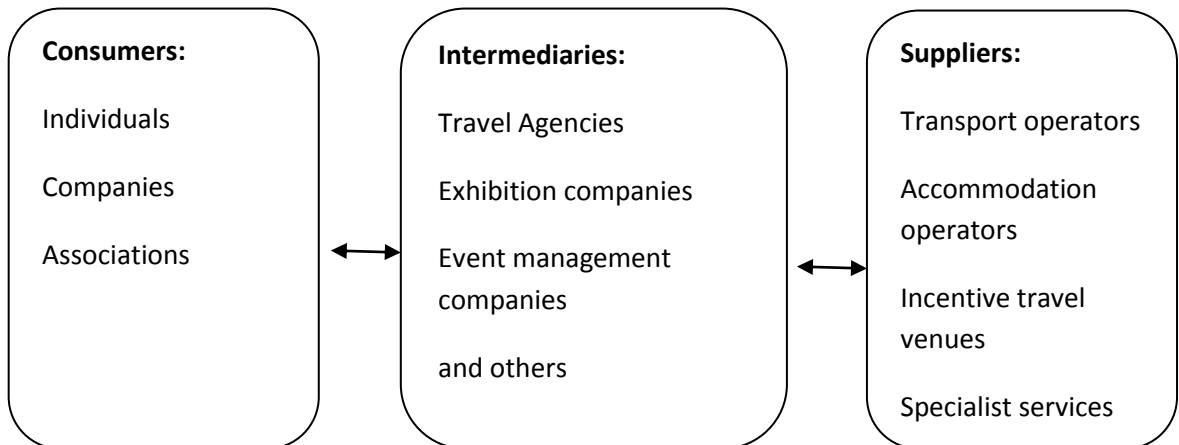 Consumers:
Individuals
Companies
Associations
Intermediaries:
Travel Agencies
Exhibition companies
Event management
companies
and others
Suppliers:
Transport operators
Accommodation
operators
Incentive travel
venues
Specialist services